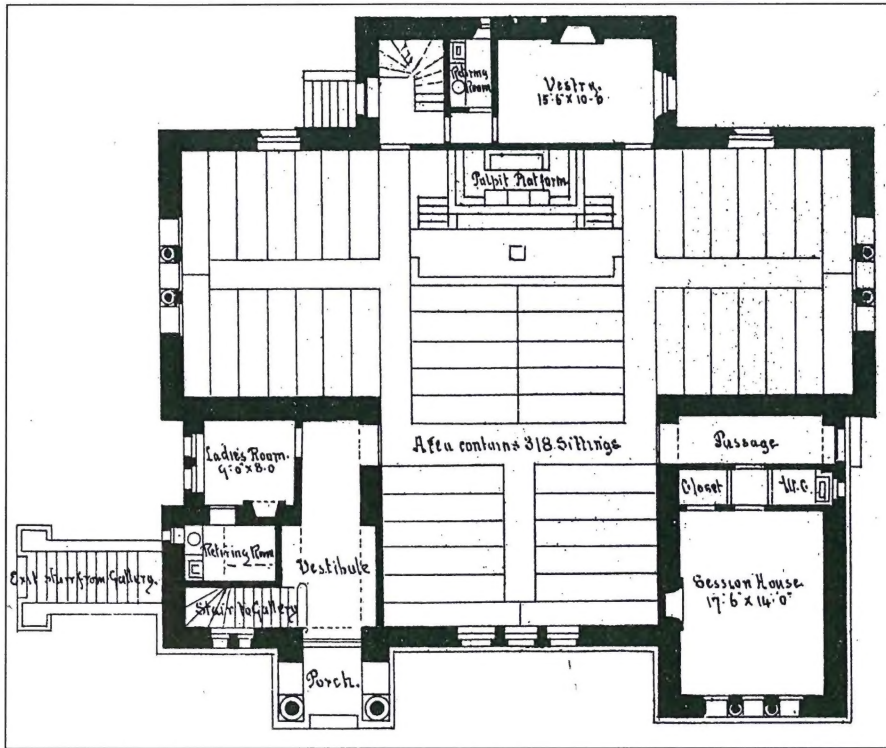 Retiring
Room
Vestry.
15'·6" x 10·6
Pulpit Platform
Ladies Room.
9'·0" x 8·0
Area contains 318 Sittings
Passage
Closet
W.C.
Retiring Room
Vestibule
Exit stair from Gallery.
Stair to Gallery
Session House
17'·6" x 14'·0"
Porch.